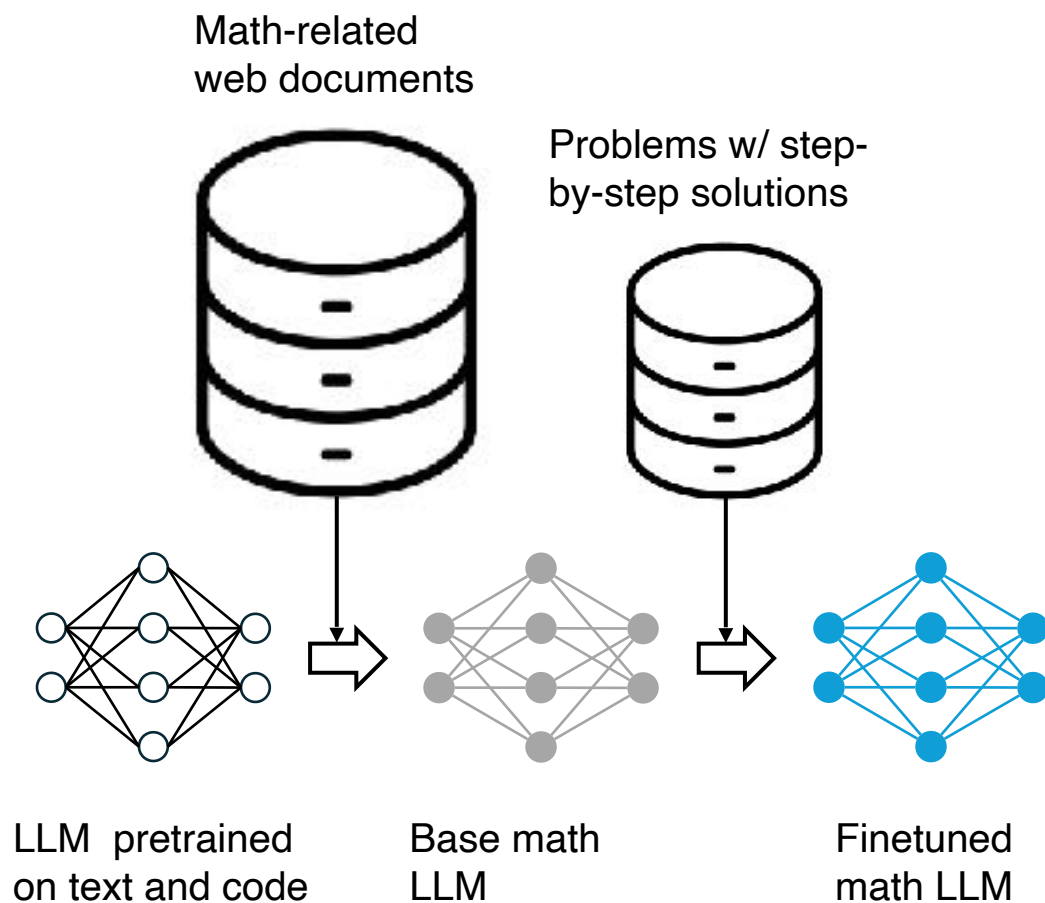 Math-related
web documents
Problems w/ step-
by-step solutions
LLM pretrained
on text and code
Base math
LLM
Finetuned
math LLM